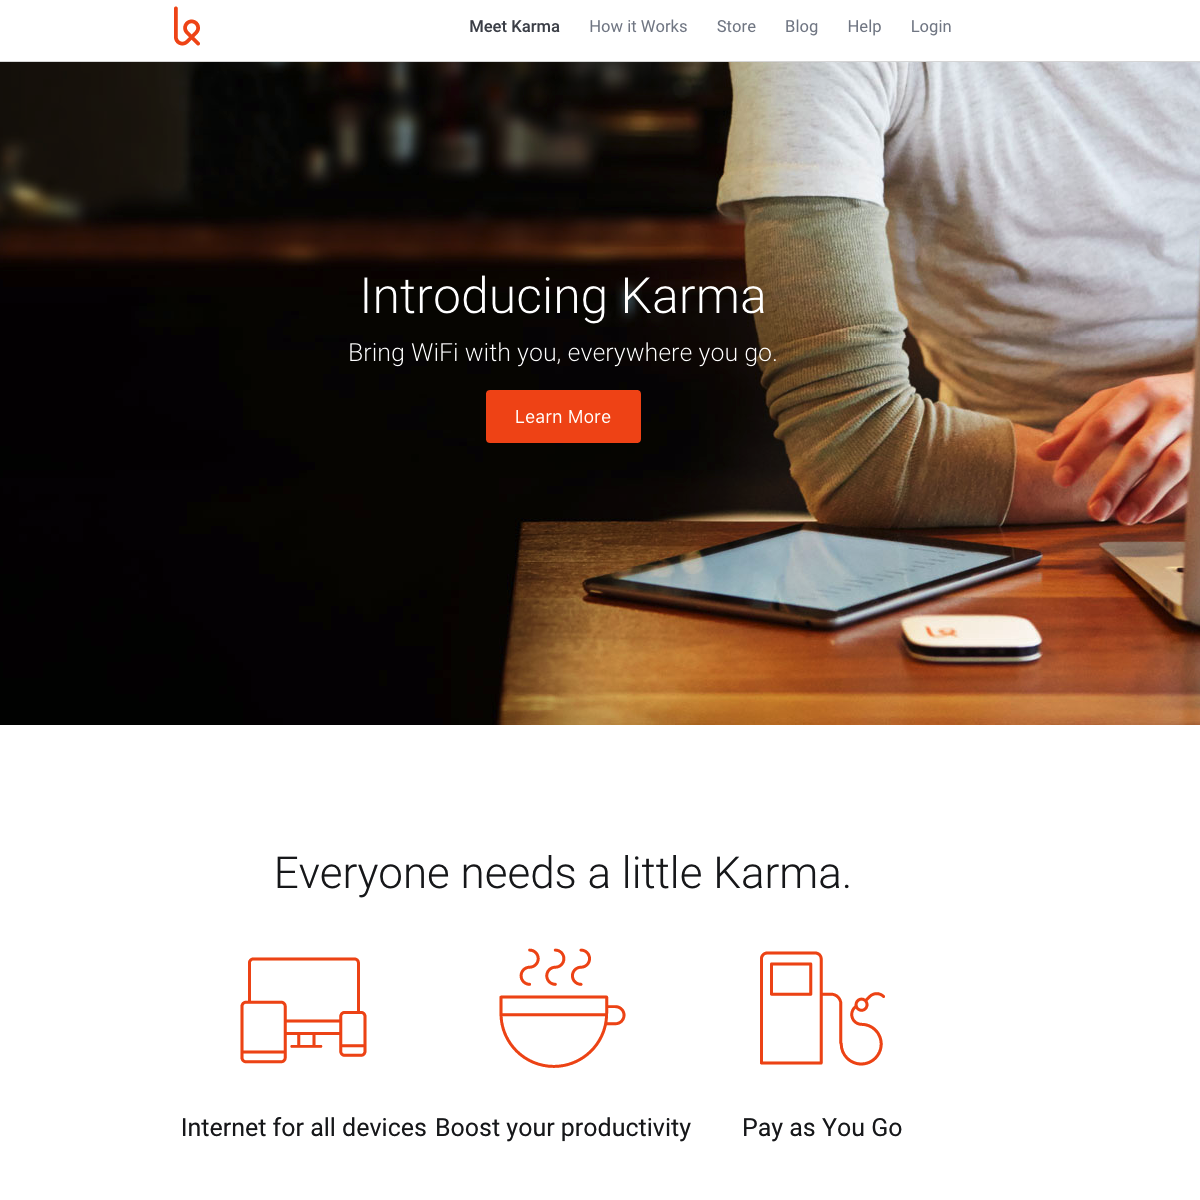 Meet Karma How it Works Store Blog Help Login
Introducing Karma
Bring WiFi with you, everywhere you go.
Learn More
Everyone needs a little Karma.
Internet for all devices Boost your productivity Pay as You Go